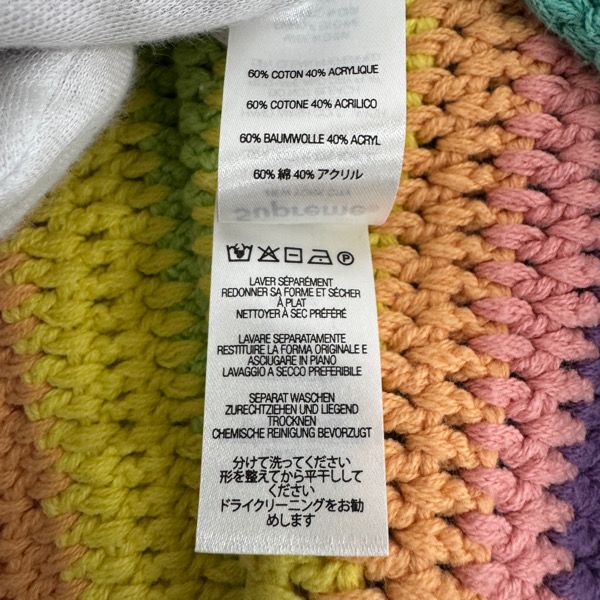 60% COTON 40% ACRYLIQUE
60% COTONE 40% ACRILICO
60% BAUMWOLLE 40% ACRYL
60% 綿 40% アクリル
Supreme
LAVER SÉPARÉMENT
REDONNER SA FORME ET SÉCHER
À PLAT
NETTOYER À SEC PRÉFÉRÉ
LAVARE SEPARATAMENTE
RESTITUIRE LA FORMA ORIGINALE E
ASCIUGARE IN PIANO
LAVAGGIO A SECCO PREFERIBILE
SEPARAT WASCHEN
ZURECHTZIEHEN UND LIEGEND
TROCKNEN
CHEMISCHE REINIGUNG BEVORZUGT
分けて洗ってください
形を整えてから平干しして
ください
ドライクリーニングをお勧
めします